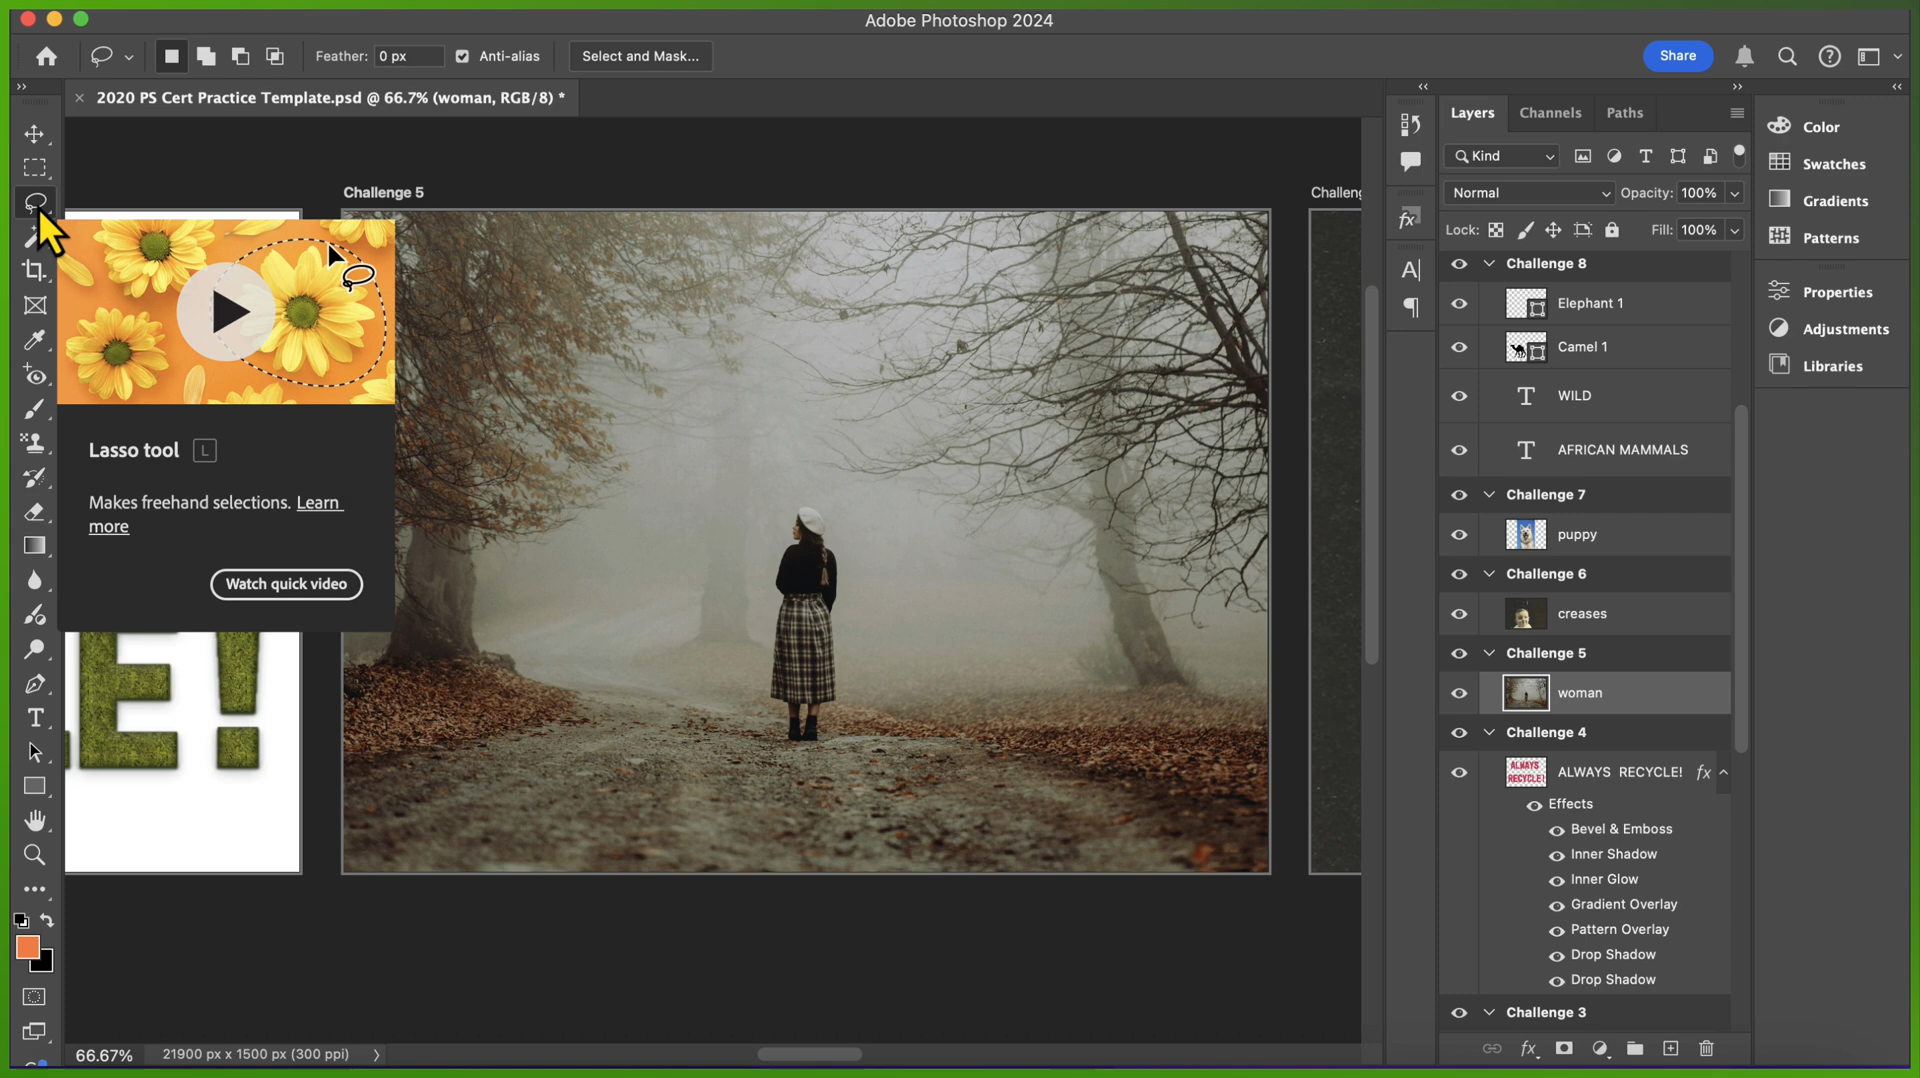 Adobe Photoshop 2024
Feather: 0 px Anti-alias Select and Mask... Share
2020 PS Cert Practice Template.psd @ 66.7% (woman, RGB/8) *
Challenge 5
Challeng
Lasso tool L
Makes freehand selections. Learn
more
Watch quick video
E!
66.67% 21900 px x 1500 px (300 ppi)
Layers Channels Paths
Kind
Normal Opacity: 100%
Lock: Fill: 100%
Challenge 8
Elephant 1
Camel 1
WILD
AFRICAN MAMMALS
Challenge 7
puppy
Challenge 6
creases
Challenge 5
woman
Challenge 4
ALWAYS
RECYCLE!
ALWAYS RECYCLE! fx
Effects
Bevel & Emboss
Inner Shadow
Inner Glow
Gradient Overlay
Pattern Overlay
Drop Shadow
Drop Shadow
Challenge 3
fx
Color
Swatches
Gradients
Patterns
Properties
Adjustments
Libraries